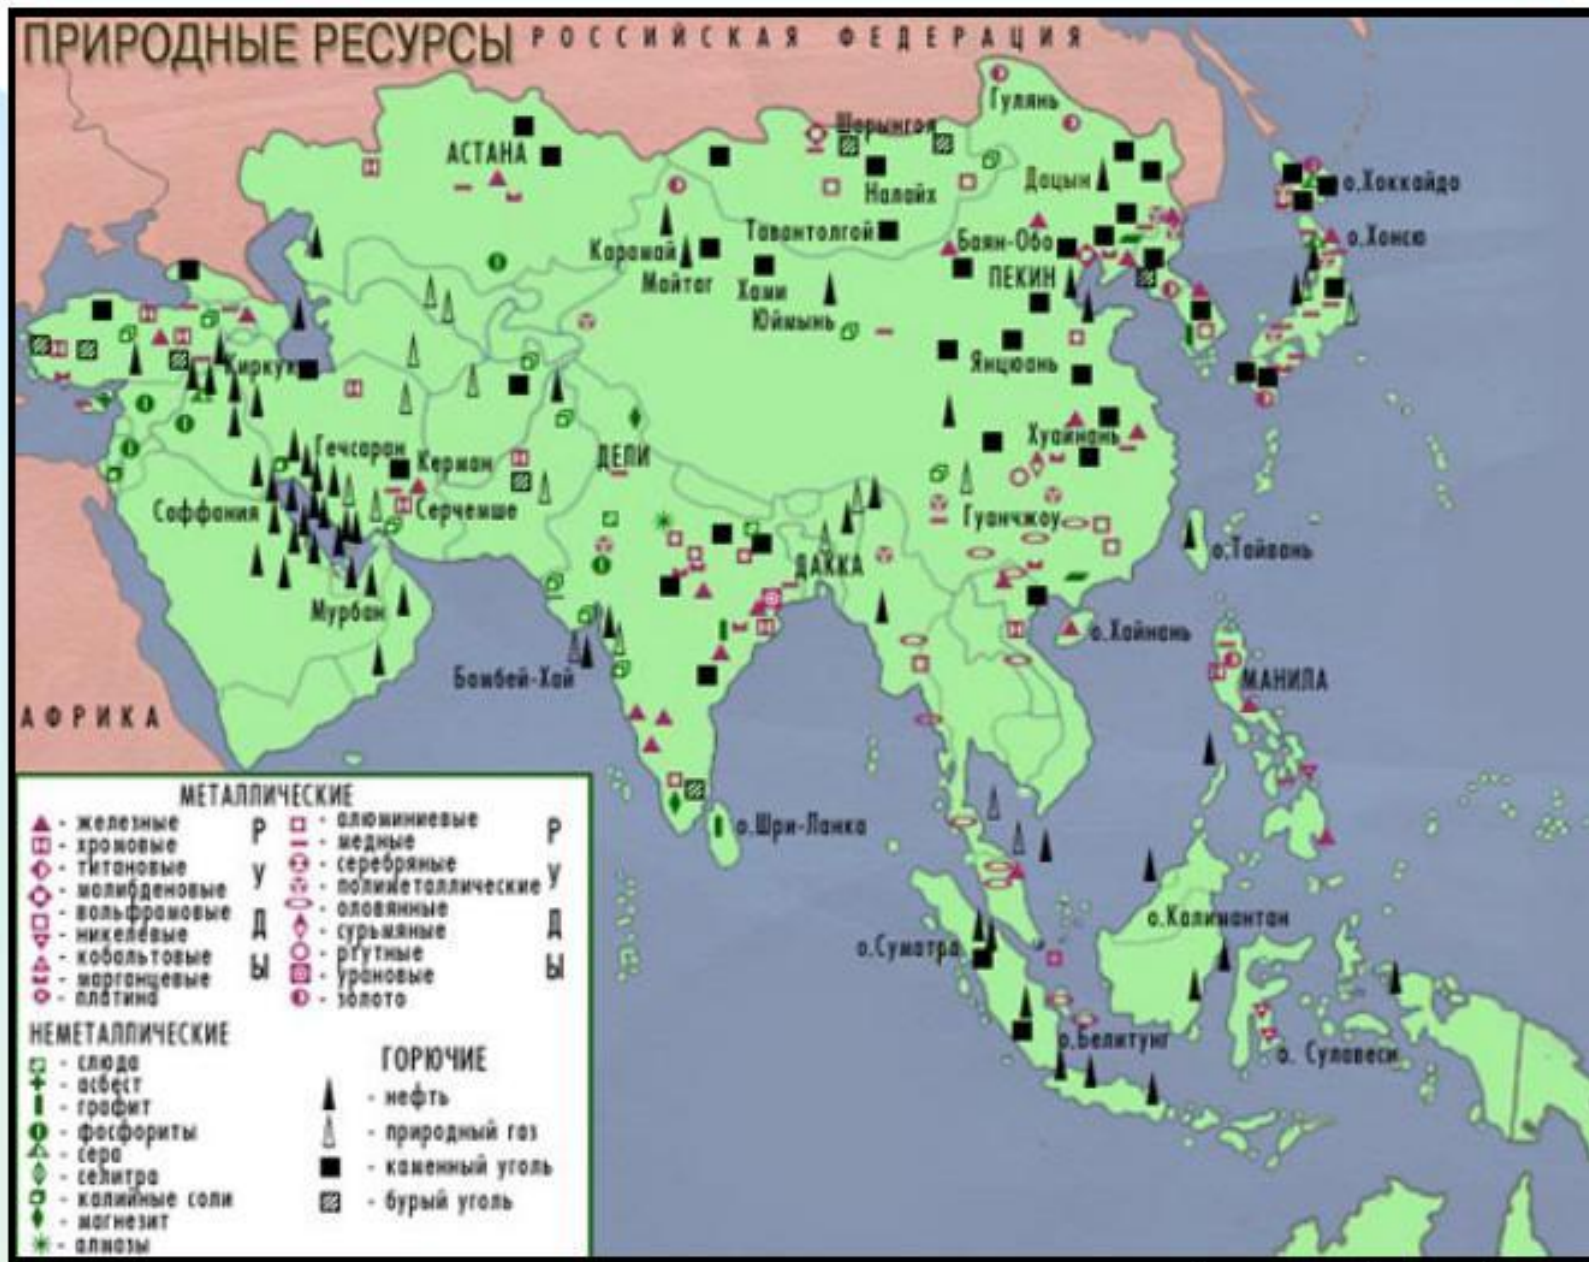 ПРИРОДНЫЕ РЕСУРСЫ
РОССИЙСКАЯ ФЕДЕРАЦИЯ
Гулянь
Шарынгол
АСТАНА
Налайх
Дацын
о.Хоккайдо
Тавантолгой
Баян-Обо
о.Хонсю
Карамай
Майтаг
Хами
ПЕКИН
Юймынь
Янцюань
Киркук
Гечсаран
Керман
ДЕЛИ
Хуайнань
Саффания
Серчемше
Гуанчжоу
о.Тайвань
ДАККА
Мурбан
о.Хайнань
Бомбей-Хай
МАНИЛА
АФРИКА
о.Шри-Ланка
о.Калимантан
о.Суматра
о.Белитунг
о. Сулавеси
МЕТАЛЛИЧЕСКИЕ
РУДЫ
- железные
- хромовые
- титановые
- молибденовые
- вольфрамовые
- никелевые
- кобальтовые
- марганцевые
- платина
РУДЫ
- алюминиевые
- медные
- серебряные
- полиметаллические
- оловянные
- сурьмяные
- ртутные
- урановые
- золото
НЕМЕТАЛЛИЧЕСКИЕ
- слюда
- асбест
- графит
- фосфориты
- сера
- селитра
- калийные соли
- магнезит
- алмазы
ГОРЮЧИЕ
- нефть
- природный газ
- каменный уголь
- бурый уголь